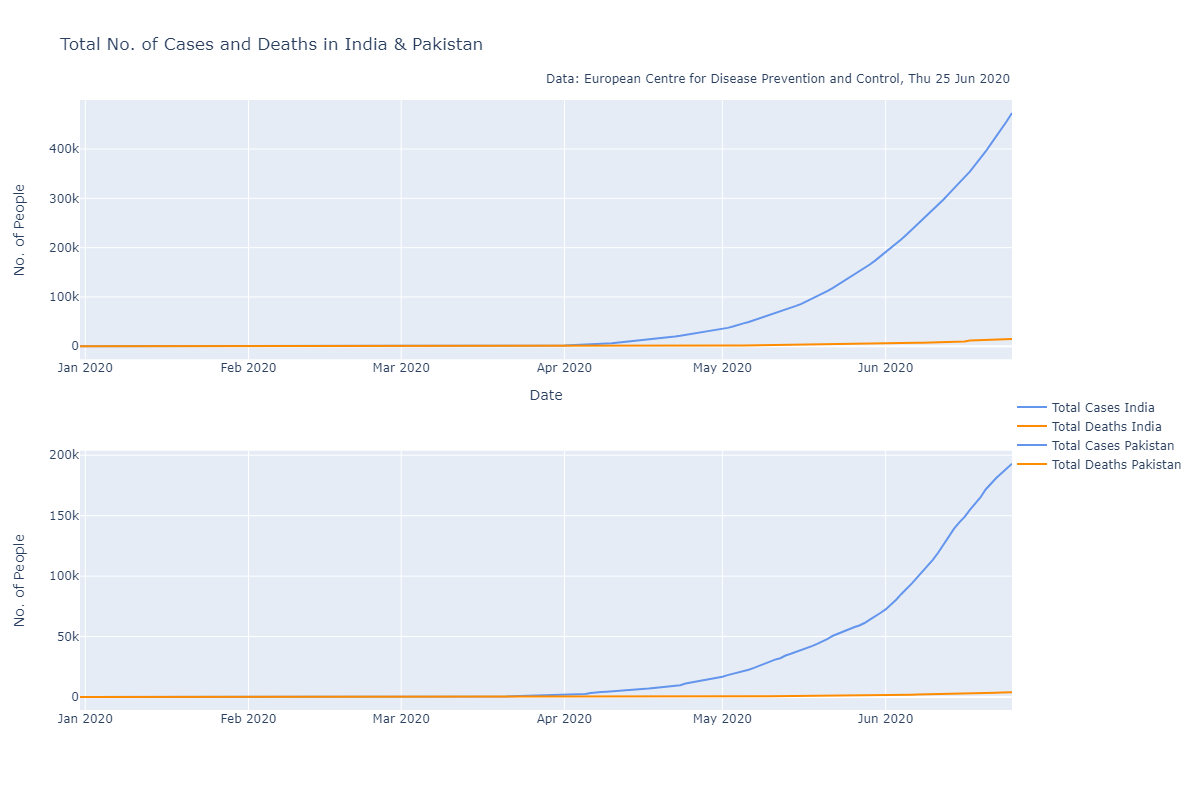 Total No. of Cases and Deaths in India & Pakistan
Data: European Centre for Disease Prevention and Control, Thu 25 Jun 2020
No. of People
400k
300k
200k
100k
0
Jan 2020 Feb 2020 Mar 2020 Apr 2020 May 2020 Jun 2020
Date
Total Cases India
Total Deaths India
Total Cases Pakistan
Total Deaths Pakistan
No. of People
200k
150k
100k
50k
0
Jan 2020 Feb 2020 Mar 2020 Apr 2020 May 2020 Jun 2020